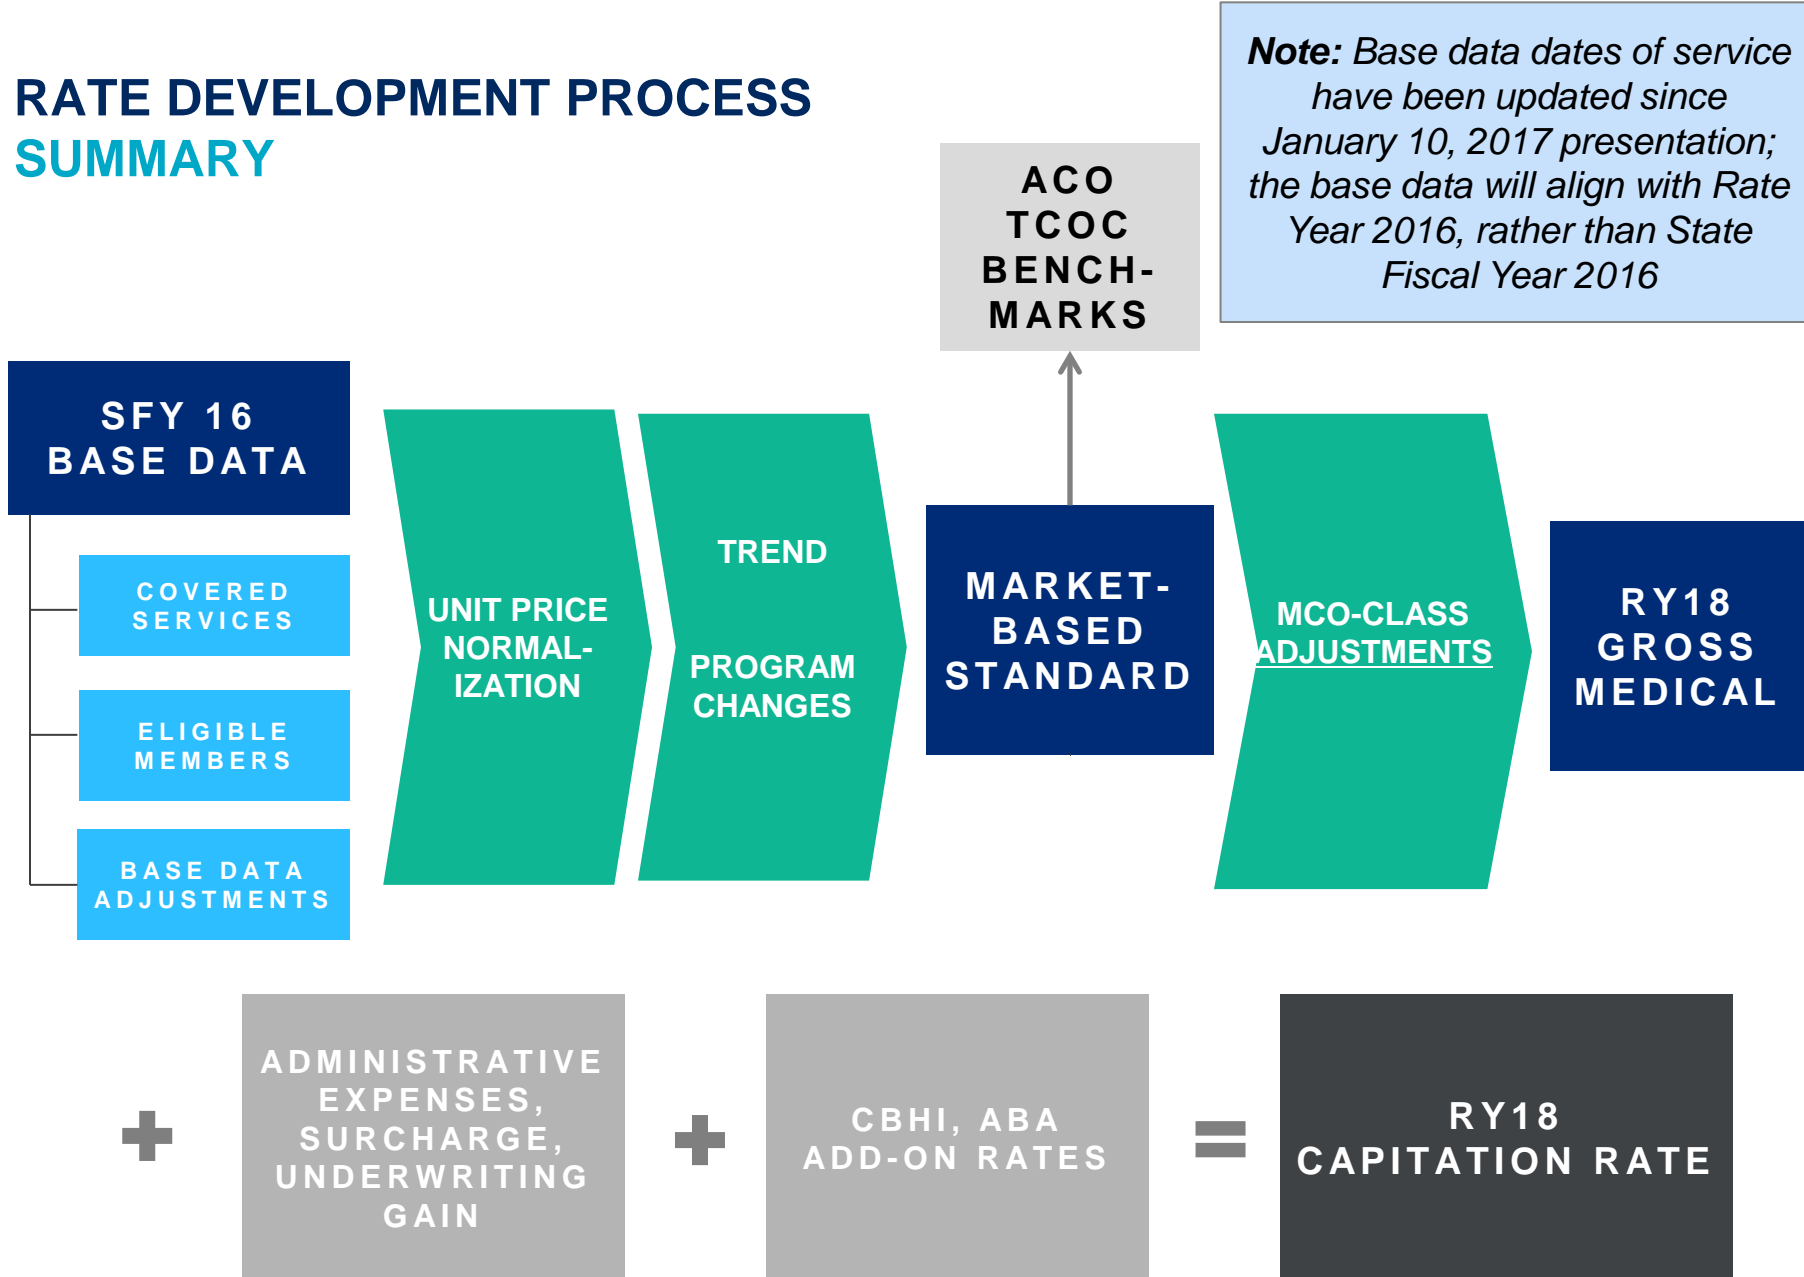 RATE DEVELOPMENT PROCESS
SUMMARY
Note: Base data dates of service
have been updated since
January 10, 2017 presentation;
the base data will align with Rate
Year 2016, rather than State
Fiscal Year 2016
ACO
TCOC
BENCH-
MARKS
SFY 16
BASE DATA
COVERED
SERVICES
ELIGIBLE
MEMBERS
BASE DATA
ADJUSTMENTS
UNIT PRICE
NORMAL-
IZATION
TREND
PROGRAM
CHANGES
MARKET-
BASED
STANDARD
MCO-CLASS
ADJUSTMENTS
RY18
GROSS
MEDICAL
+
ADMINISTRATIVE
EXPENSES,
SURCHARGE,
UNDERWRITING
GAIN
+
CBHI, ABA
ADD-ON RATES
=
RY18
CAPITATION RATE